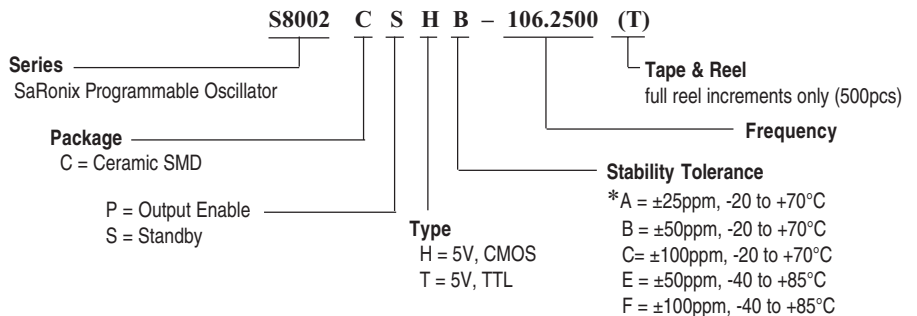 S8002 C S H B – 106.2500 (T)
Series
SaRonix Programmable Oscillator
Package
C = Ceramic SMD
P = Output Enable
S = Standby
Type
H = 5V, CMOS
T = 5V, TTL
Tape & Reel
full reel increments only (500pcs)
Frequency
Stability Tolerance
*A = ±25ppm, -20 to +70°C
B = ±50ppm, -20 to +70°C
C= ±100ppm, -20 to +70°C
E = ±50ppm, -40 to +85°C
F = ±100ppm, -40 to +85°C